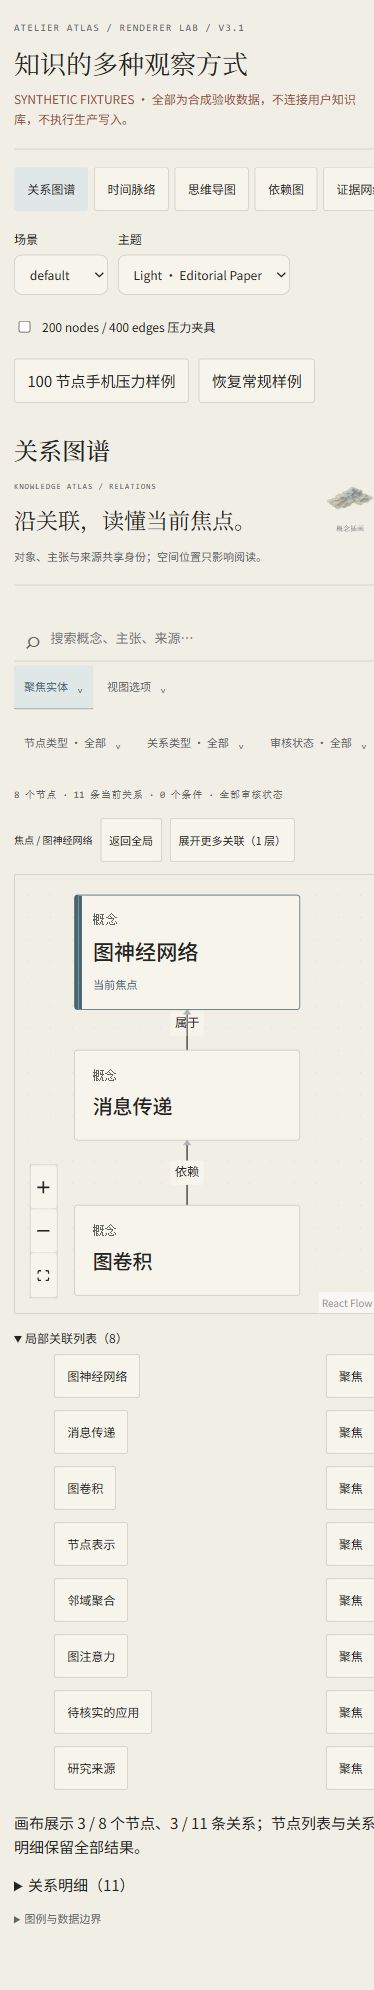 ATELIER ATLAS / RENDERER LAB / V3.1
知识的多种观察方式
SYNTHETIC FIXTURES · 全部为合成验收数据，不连接用户知识
库，不执行生产写入。
关系图谱
时间脉络
思维导图
依赖图
证据网
场景
主题
default
Light · Editorial Paper
200 nodes / 400 edges 压力夹具
100 节点手机压力样例
恢复常规样例
关系图谱
KNOWLEDGE ATLAS / RELATIONS
沿关联，读懂当前焦点。
概念插画
对象、主张与来源共享身份；空间位置只影响阅读。
搜索概念、主张、来源…
聚焦实体
视图选项
节点类型 · 全部
关系类型 · 全部
审核状态 · 全部
8 个节点 · 11 条当前关系 · 0 个条件 · 全部审核状态
焦点 / 图神经网络
返回全局
展开更多关联（1 层）
概念
图神经网络
当前焦点
属于
概念
消息传递
依赖
概念
图卷积
React Flow
局部关联列表（8）
图神经网络
聚焦
消息传递
聚焦
图卷积
聚焦
节点表示
聚焦
邻域聚合
聚焦
图注意力
聚焦
待核实的应用
聚焦
研究来源
聚焦
画布展示 3 / 8 个节点、3 / 11 条关系；节点列表与关系
明细保留全部结果。
关系明细（11）
图例与数据边界